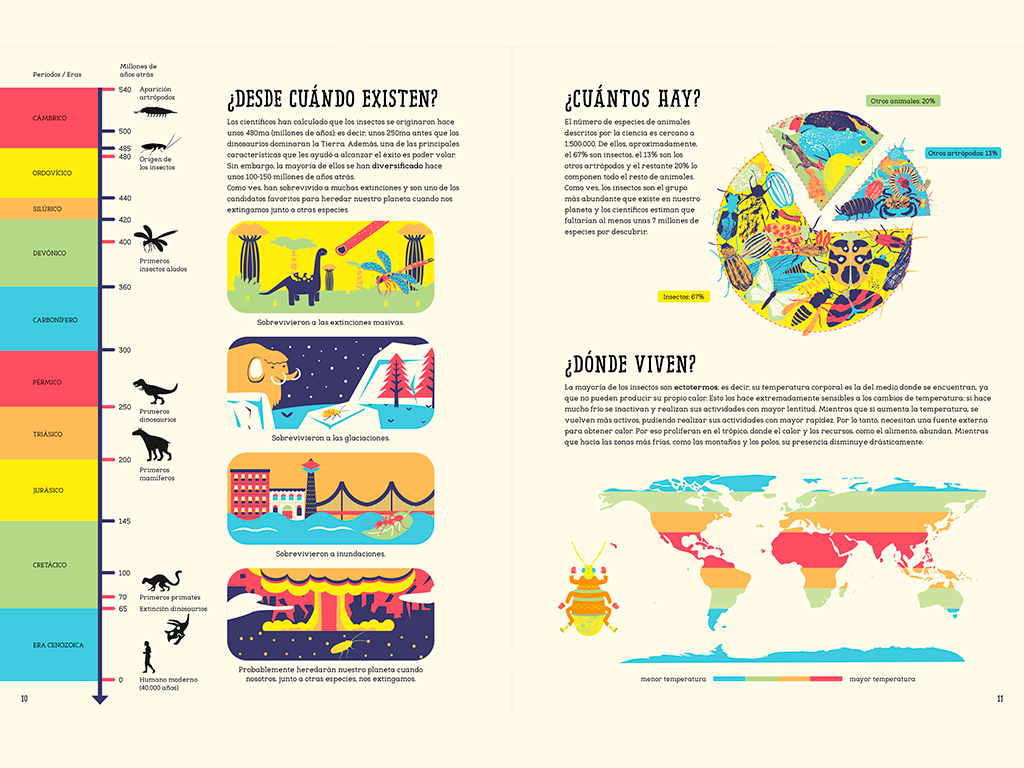 Períodos / Eras
Millones de
años atrás
540
Aparición
artrópodos
CÁMBRICO
500
485
480
Origen de
los insectos
ORDOVÍCICO
440
SILÚRICO
420
400
DEVÓNICO
Primeros
insectos alados
360
CARBONÍFERO
300
PÉRMICO
250
Primeros
dinosaurios
TRIÁSICO
200
Primeros
mamíferos
JURÁSICO
145
CRETÁCICO
100
70
Primeros primates
65
Extinción dinosaurios
ERA CENOZOICA
0
Humano moderno
(40.000 años)
10
¿DESDE CUÁNDO EXISTEN?
Los científicos han calculado que los insectos se originaron hace
unos 480ma (millones de años); es decir, unos 250ma antes que los
dinosaurios dominaran la Tierra. Además, una de las principales
características que les ayudó a alcanzar el éxito es poder volar.
Sin embargo, la mayoría de ellos se han diversificado hace
unos 100-150 millones de años atrás.
Como ves, han sobrevivido a muchas extinciones y son uno de los
candidatos favoritos para heredar nuestro planeta cuando nos
extingamos junto a otras especies.
Sobrevivieron a las extinciones masivas.
Sobrevivieron a las glaciaciones.
Sobrevivieron a inundaciones.
Probablemente heredarán nuestro planeta cuando
nosotros, junto a otras especies, nos extingamos.
¿CUÁNTOS HAY?
El número de especies de animales
descritos por la ciencia es cercano a
1.500.000. De ellos, aproximadamente,
el 67% son insectos, el 13% son los
otros artrópodos y el restante 20% lo
componen todo el resto de animales.
Como ves, los insectos son el grupo
más abundante que existe en nuestro
planeta y los científicos estiman que
faltarían al menos unas 7 millones de
especies por descubrir.
Otros animales: 20%
Otros artrópodos: 13%
Insectos: 67%
¿DÓNDE VIVEN?
La mayoría de los insectos son ectotermos; es decir, su temperatura corporal es la del medio donde se encuentran, ya
que no pueden producir su propio calor. Esto los hace extremadamente sensibles a los cambios de temperatura: si hace
mucho frío se inactivan y realizan sus actividades con mayor lentitud. Mientras que si aumenta la temperatura, se
vuelven más activos, pudiendo realizar sus actividades con mayor rapidez. Por lo tanto, necesitan una fuente externa
para obtener calor. Por eso proliferan en el trópico, donde el calor y los recursos, como el alimento, abundan. Mientras
que hacia las zonas más frías, como las montañas y los polos, su presencia disminuye drásticamente.
menor temperatura
mayor temperatura
11